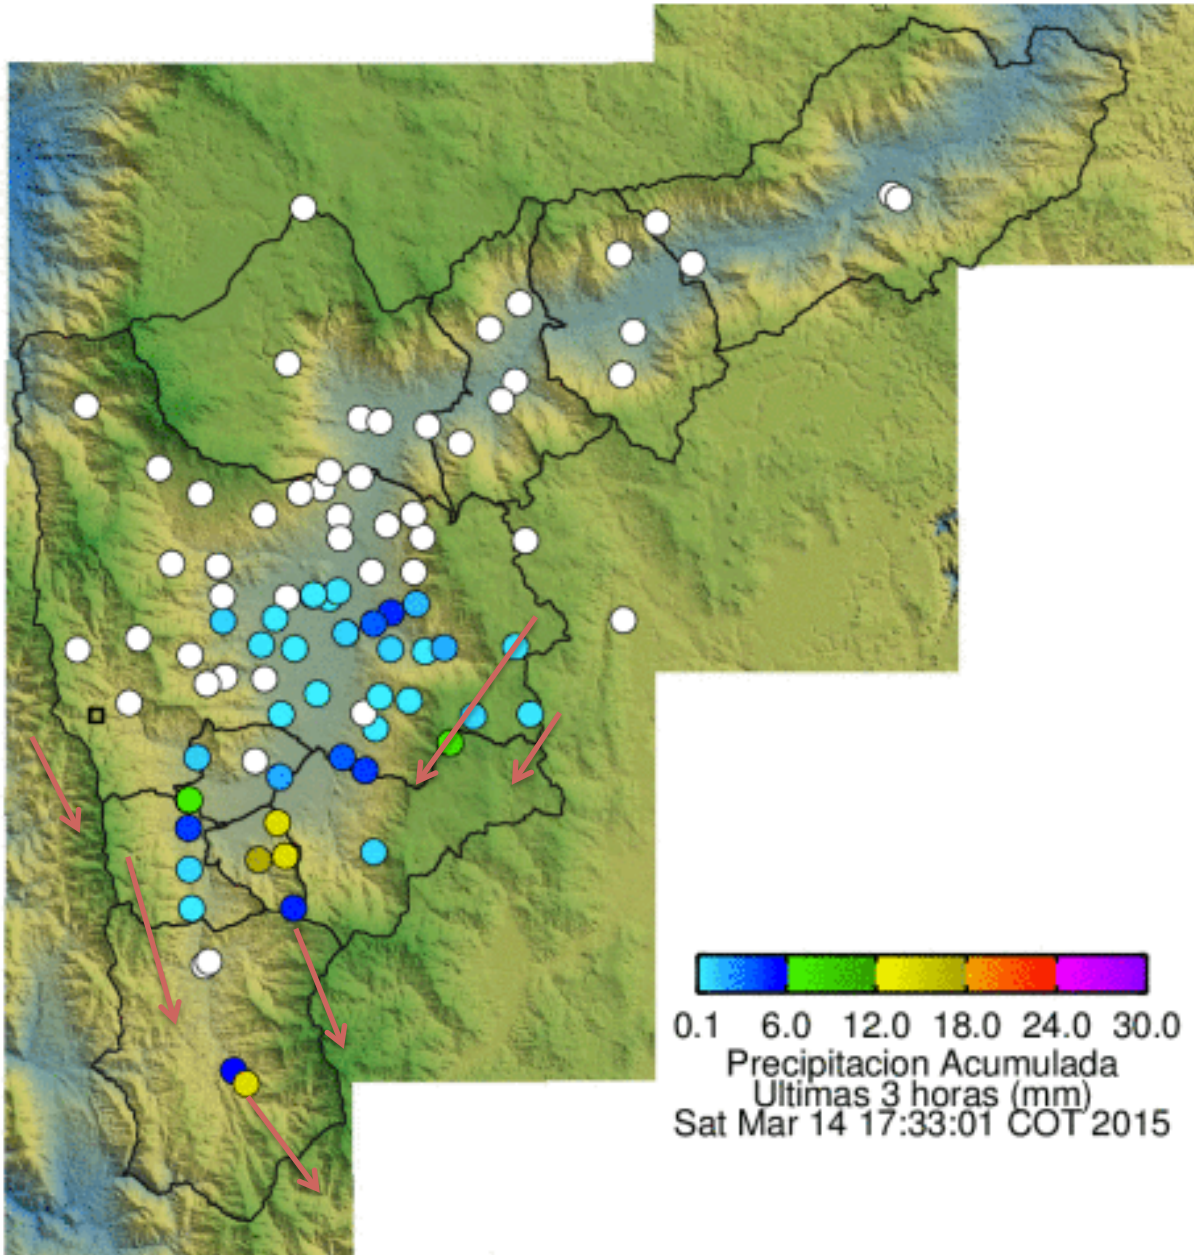 0.1 6.0 12.0 18.0 24.0 30.0
Precipitacion Acumulada
Ultimas 3 horas (mm)
Sat Mar 14 17:33:01 COT 2015